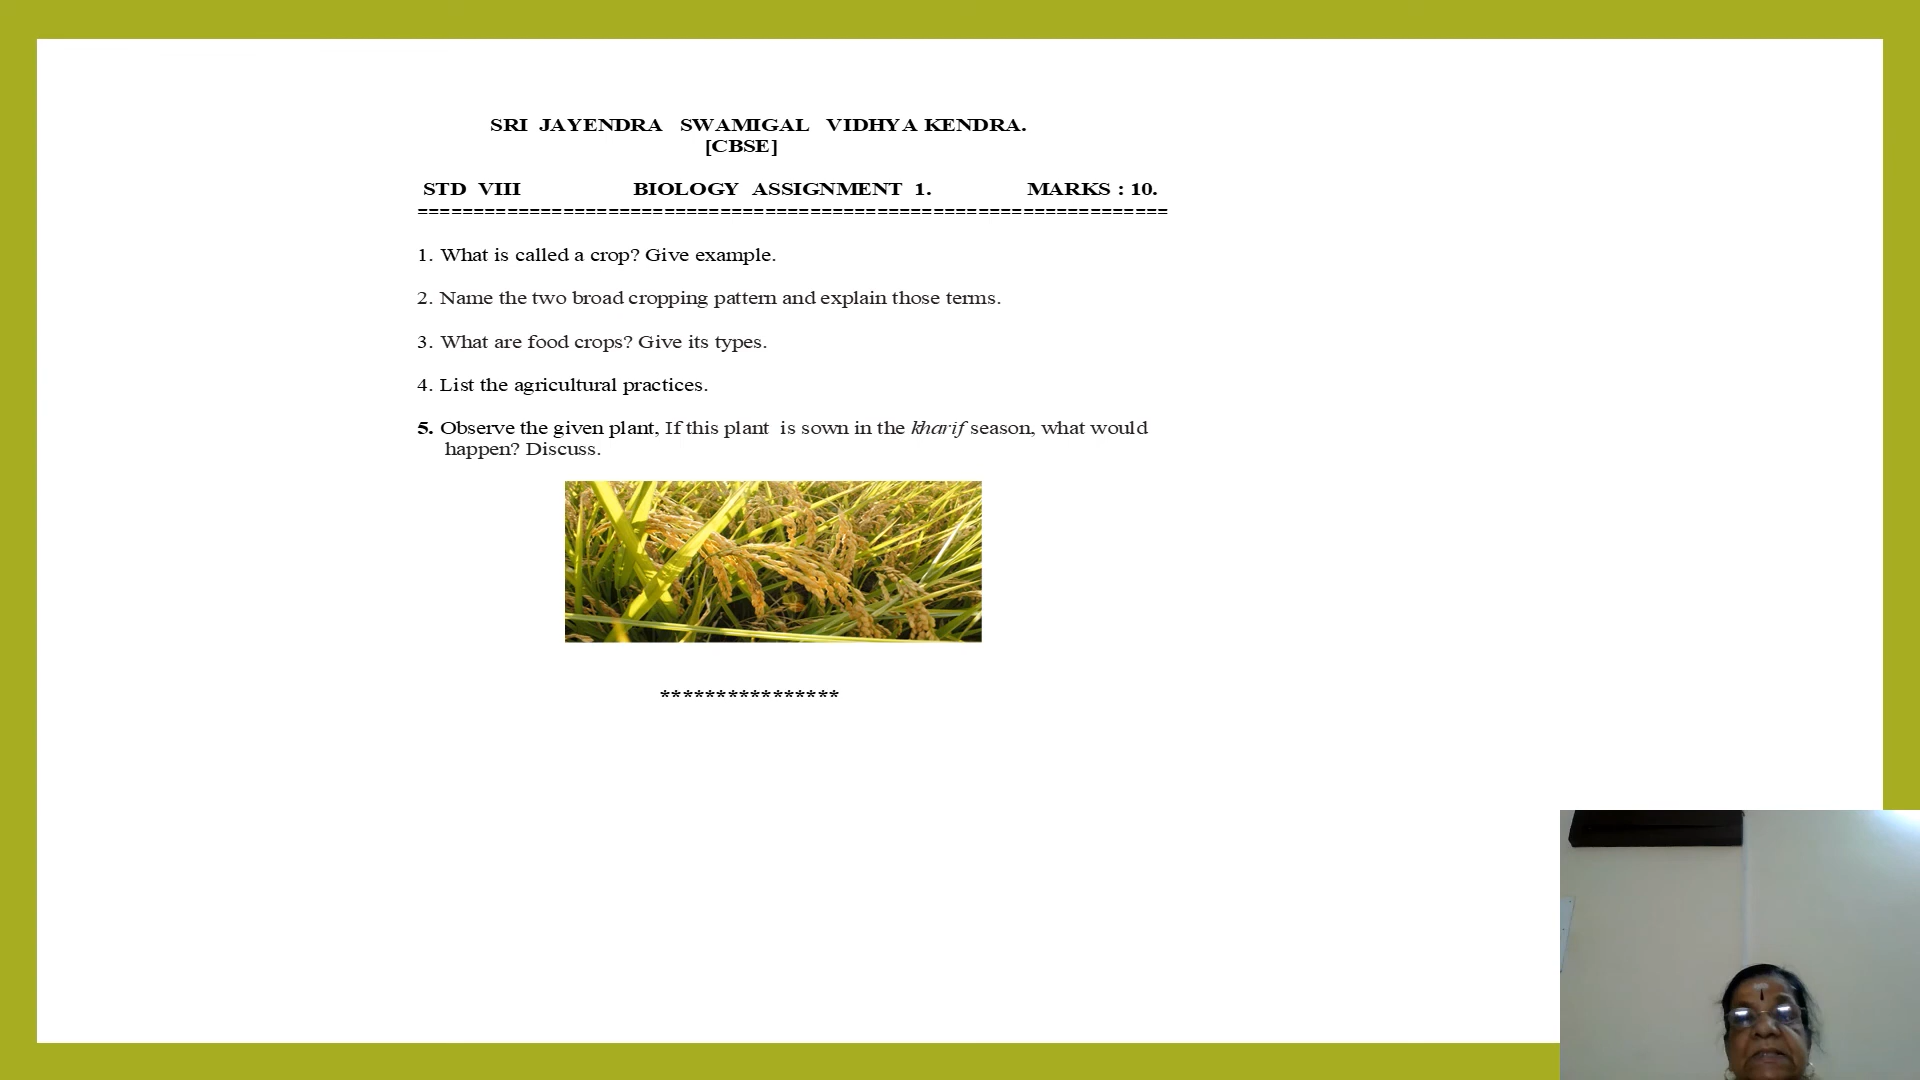 SRI JAYENDRA SWAMIGAL VIDHYA KENDRA.
[CBSE]
STD VIII BIOLOGY ASSIGNMENT 1. MARKS : 10.
===================================================================
1. What is called a crop? Give example.
2. Name the two broad cropping pattern and explain those terms.
3. What are food crops? Give its types.
4. List the agricultural practices.
5. Observe the given plant, If this plant is sown in the kharif season, what would
happen? Discuss.
****************